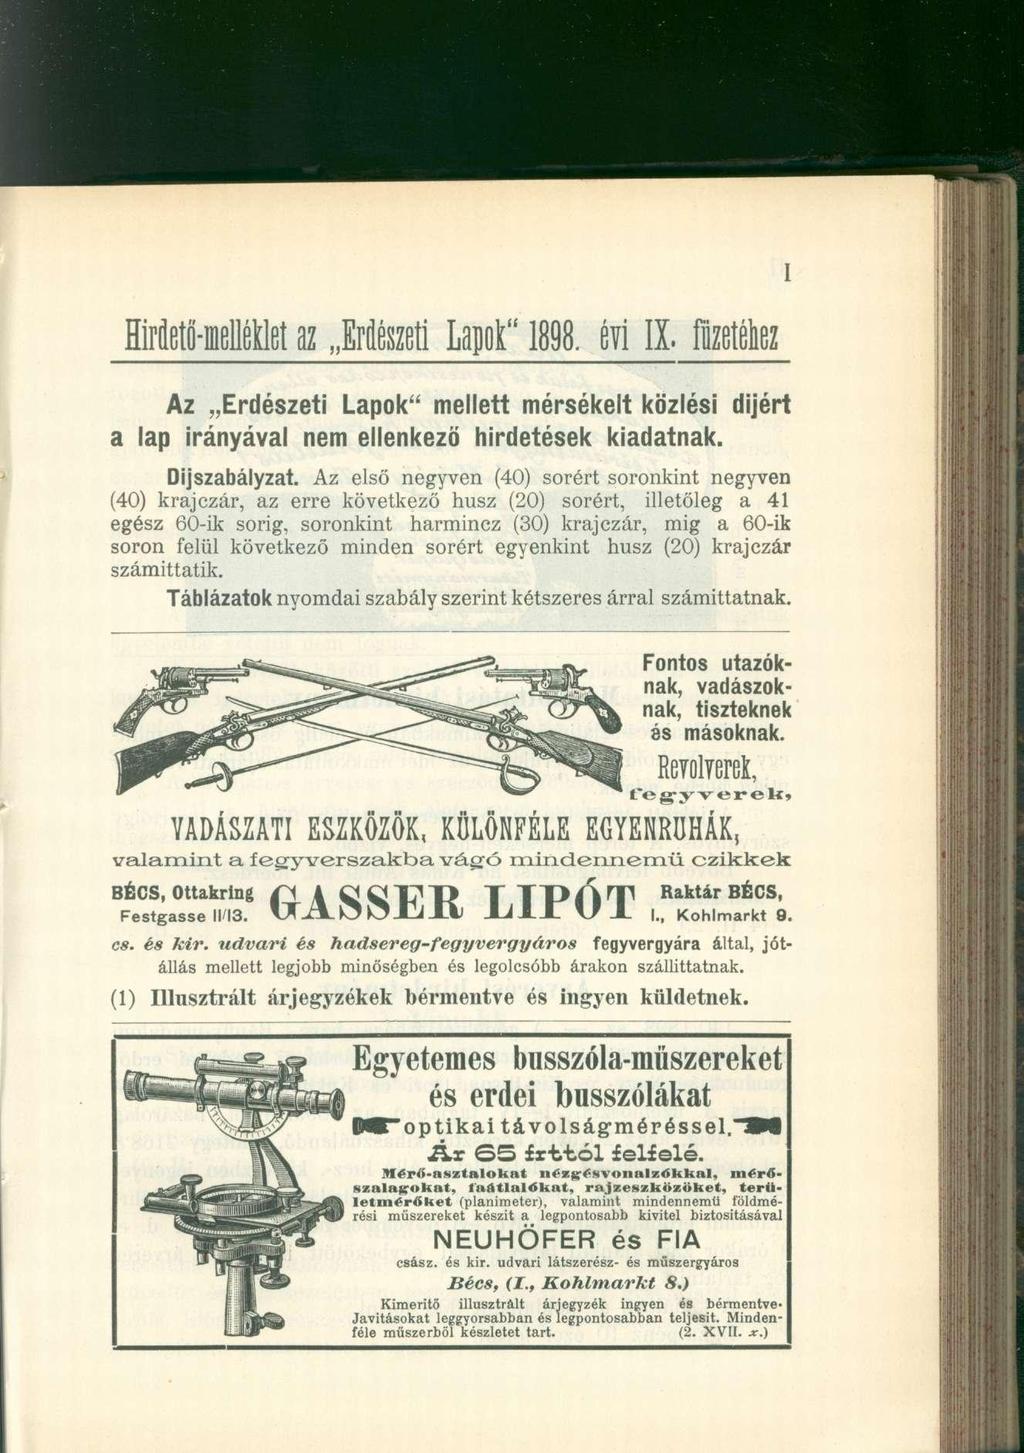 I
Hirdető-melléklet az „Erdészeti Lapok“ 1898. évi IX. füzetéhez
Az „Erdészeti Lapok“ mellett mérsékelt közlési dijért
a lap irányával nem ellenkező hirdetések kiadatnak.
Dijszabályzat. Az első negyven (40) sorért soronkint negyven
(40) krajczár, az erre következő husz (20) sorért, illetőleg a 41
egész 60-ik sorig, soronkint harmincz (30) krajczár, mig a 60-ik
soron felül következő minden sorért egyenkint husz (20) krajczár
számittatik.
Táblázatok nyomdai szabály szerint kétszeres árral számittatnak.
Fontos utazók-
nak, vadászok-
nak, tiszteknek
és másoknak.
Revolverek,
fegyverek,
VADÁSZATI ESZKÖZÖK, KÜLÖNFÉLE EGYENRUHÁK,
valamint a fegyverszakba vágó mindennemü czikkek
BÉCS, Ottakring
Festgasse II/13.
GASSER LIPÓT
Raktár BÉCS,
I., Kohlmarkt 9.
cs. és kir. udvari és hadsereg-fegyvergyáros fegyvergyára által, jót-
állás mellett legjobb minőségben és legolcsóbb árakon szállittatnak.
(1) Illusztrált árjegyzékek bérmentve és ingyen küldetnek.
Egyetemes busszóla-müszereket
és erdei busszólákat
optikai távolságméréssel.
Ár 65 frttól felfelé.
Mérő-asztalokat nézgésvonalzókkal, mérő-
szalagokat, faátlalókat, rajzeszközöket, terü-
letmérőket (planimeter), valamint mindennemü földmé-
rési müszereket készit a legpontosabb kivitel biztositásával
NEUHÖFER és FIA
csász. és kir. udvari látszerész- és müszergyáros
Bécs, (I., Kohlmarkt 8.)
Kimeritő illusztrált árjegyzék ingyen és bérmentve.
Javitásokat leggyorsabban és legpontosabban teljesit. Minden-
féle müszerből készletet tart. (2. XVII. x.)